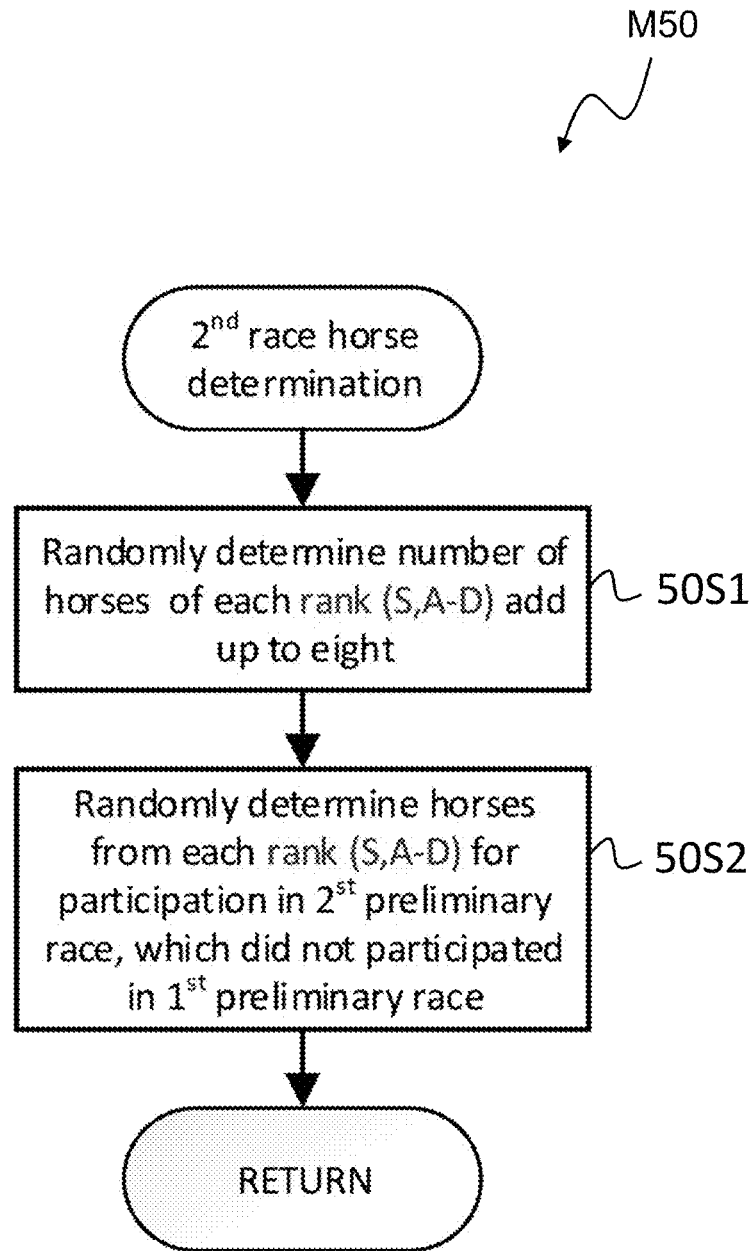 M50
2nd race horse
determination
Randomly determine number of
horses of each rank (S,A-D) add
up to eight
50S1
Randomly determine horses
from each rank (S,A-D) for
participation in 2st preliminary
race, which did not participated
in 1st preliminary race
50S2
RETURN